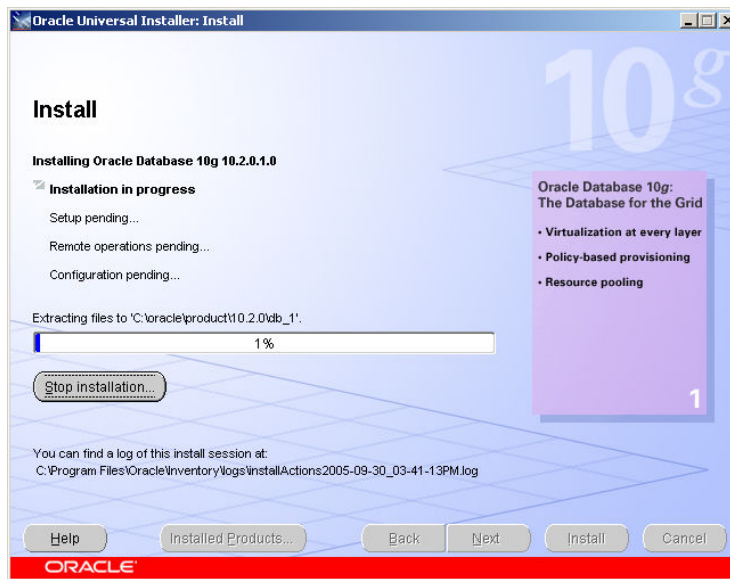 Oracle Universal Installer: Install
10g
Install
Installing Oracle Database 10g 10.2.0.1.0
Installation in progress
Setup pending...
Remote operations pending...
Configuration pending...
Extracting files to 'C:\oracle\product\10.2.0\db_1'.
1%
Stop installation...
Oracle Database 10g:
The Database for the Grid
• Virtualization at every layer
• Policy-based provisioning
• Resource pooling
1
You can find a log of this install session at:
C:\Program Files\Oracle\Inventory\logs\installActions2005-09-30_03-41-13PM.log
Help Installed Products... Back Next Install Cancel
ORACLE